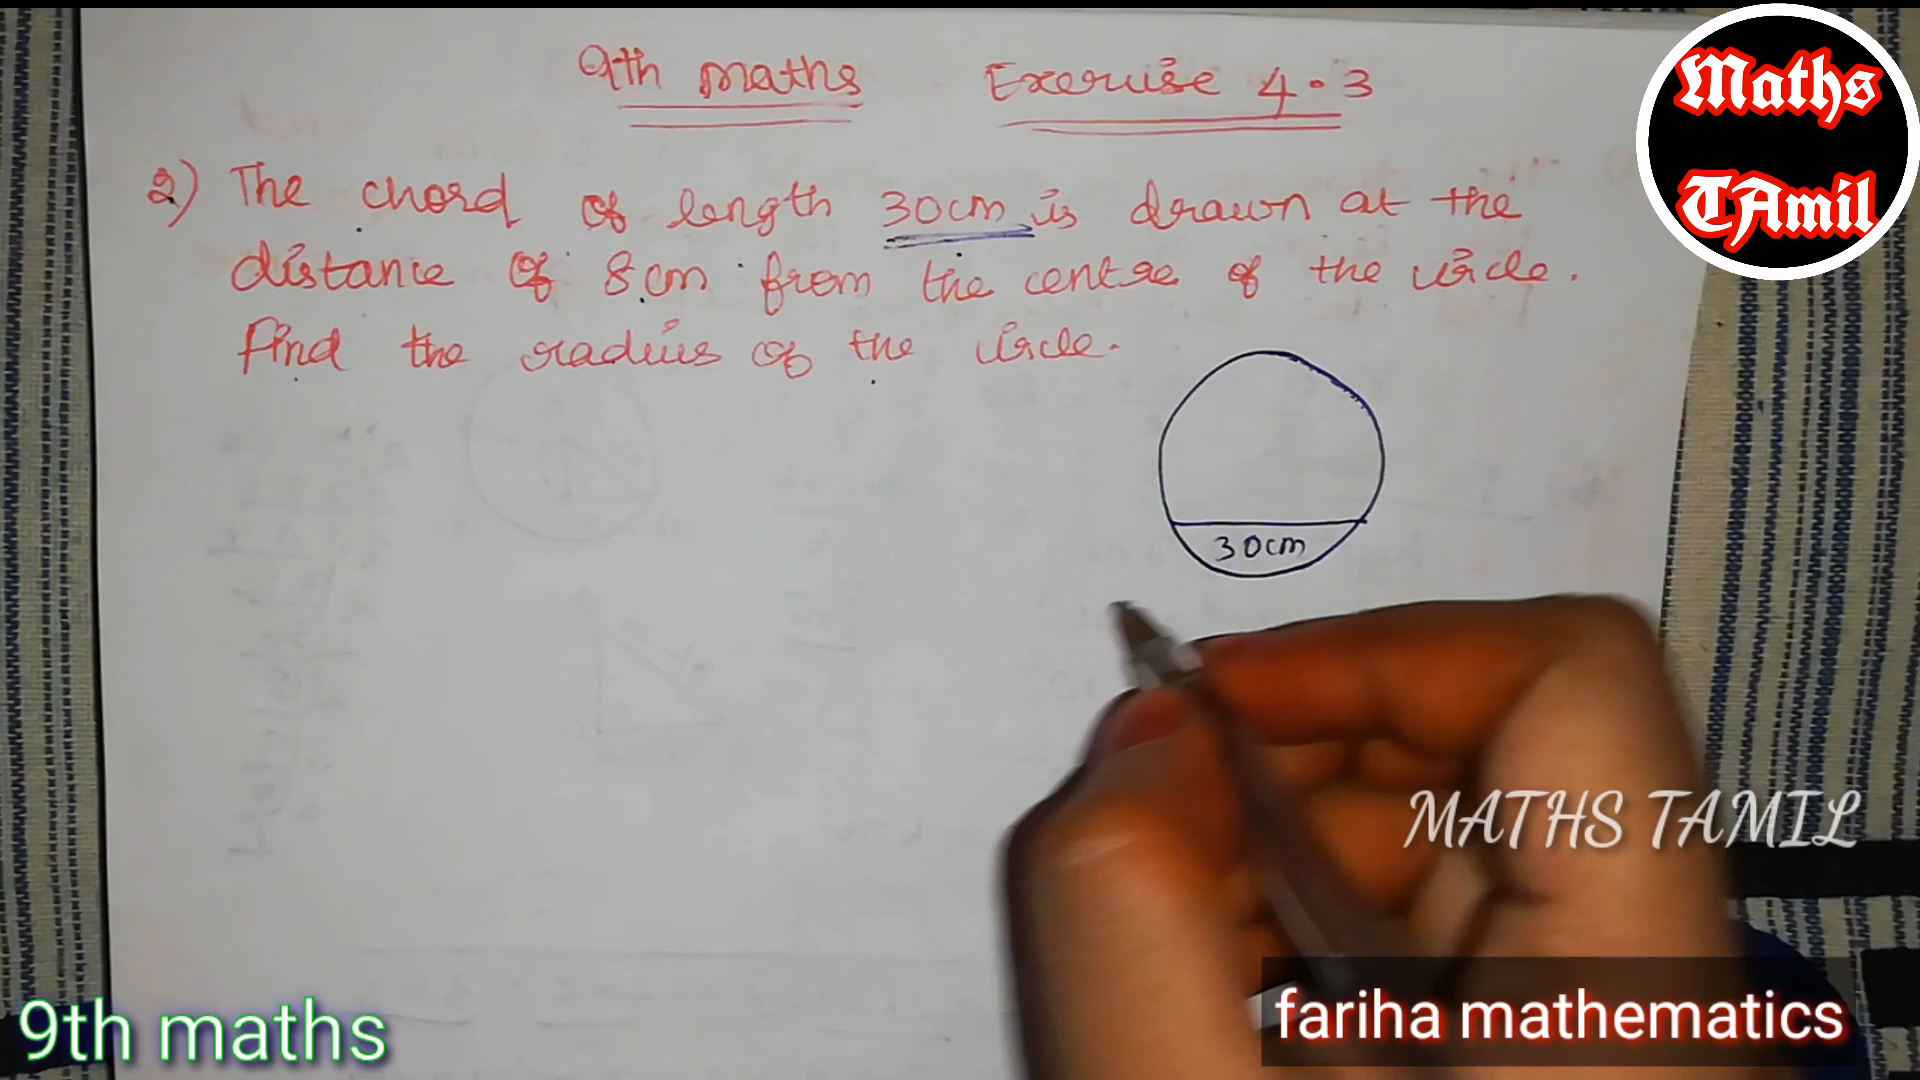 9th maths Exercise 4.3
2) The chord of length 30cm is drawn at the
distance of 8cm from the centre of the circle.
Find the radius of the circle.
30cm
Maths
TAmil
MATHS TAMIL
9th maths
fariha mathematics